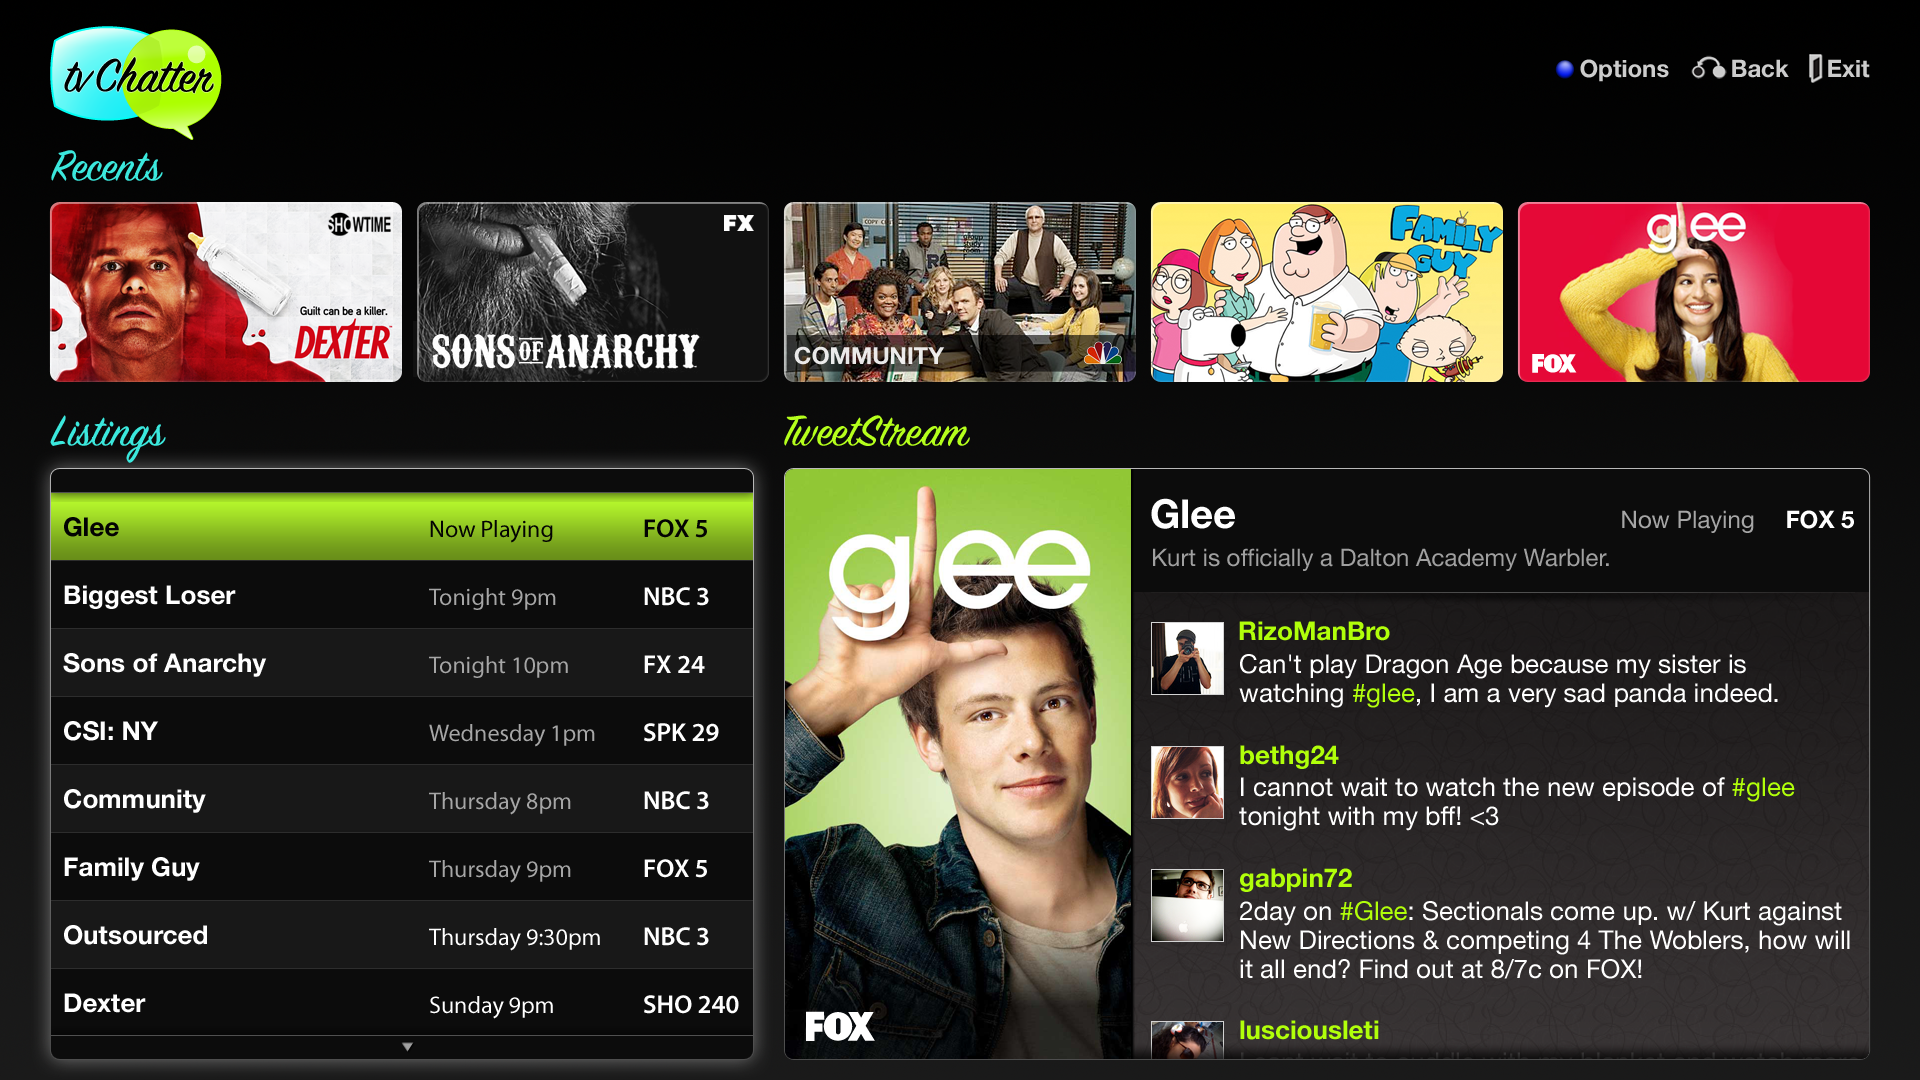 tv Chatter
Options Back Exit
Recents
SHOWTIME
Guilt can be a killer.
DEXTER
FX
SONS OF ANARCHY
COMMUNITY
FAMILY GUY
glee
FOX
Listings
Glee Now Playing FOX 5
Biggest Loser Tonight 9pm NBC 3
Sons of Anarchy Tonight 10pm FX 24
CSI: NY Wednesday 1pm SPK 29
Community Thursday 8pm NBC 3
Family Guy Thursday 9pm FOX 5
Outsourced Thursday 9:30pm NBC 3
Dexter Sunday 9pm SHO 240
TweetStream
glee
FOX
Glee Now Playing FOX 5
Kurt is officially a Dalton Academy Warbler.
RizoManBro
Can't play Dragon Age because my sister is
watching #glee, I am a very sad panda indeed.
bethg24
I cannot wait to watch the new episode of #glee
tonight with my bff! <3
gabpin72
2day on #Glee: Sectionals come up. w/ Kurt against
New Directions & competing 4 The Woblers, how will
it all end? Find out at 8/7c on FOX!
lusciousleti